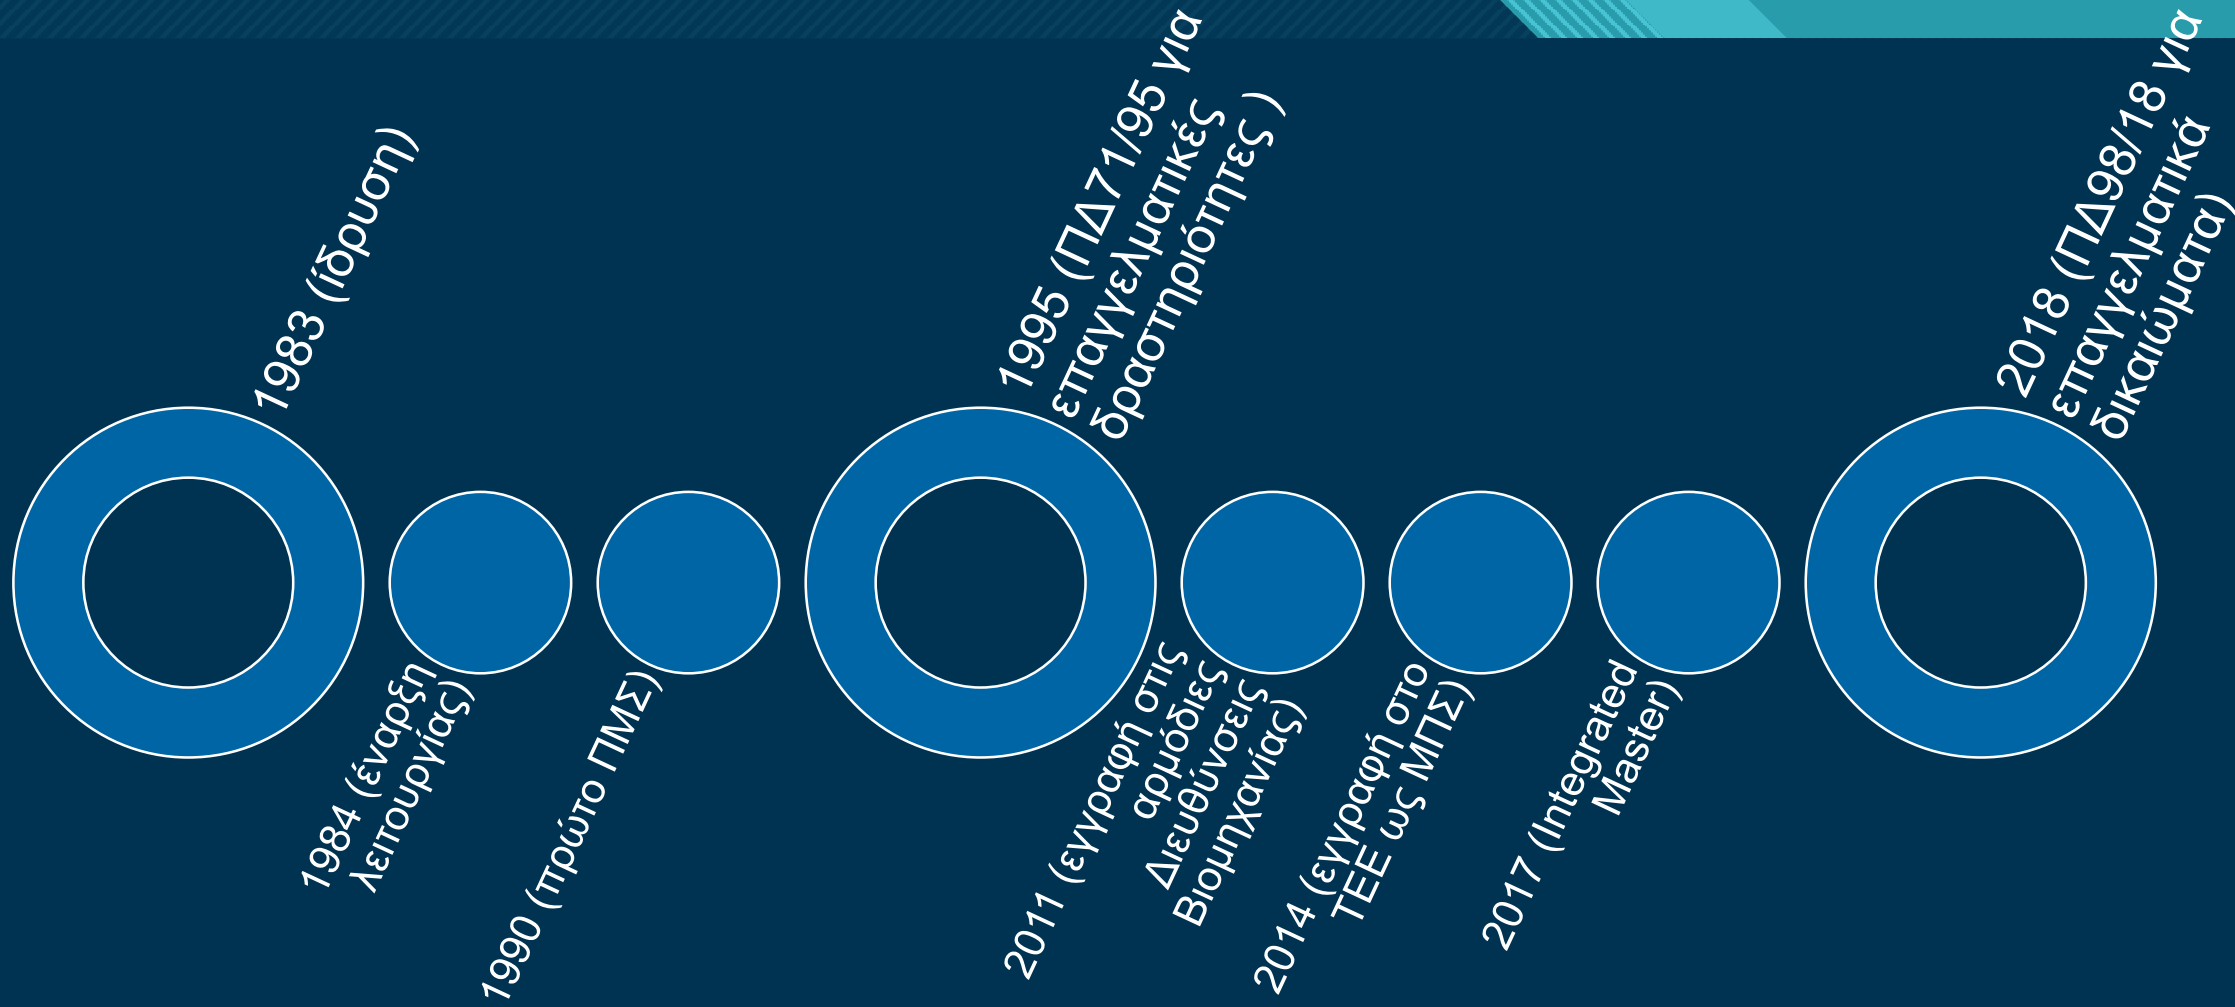 1983 (ίδρυση)
1984 (έναρξη
λειτουργίας)
1990 (πρώτο ΠΜΣ)
1995 (ΠΔ71/95 για
επαγγελματικές
δραστηριότητες )
2011 (εγγραφή στις
αρμόδιες
Διευθύνσεις
Βιομηχανίας)
2014 (εγγραφή στο
ΤΕΕ ως ΜΠΣ)
2017 (Integrated
Master)
2018 (ΠΔ98/18 για
επαγγελματικά
δικαιώματα)